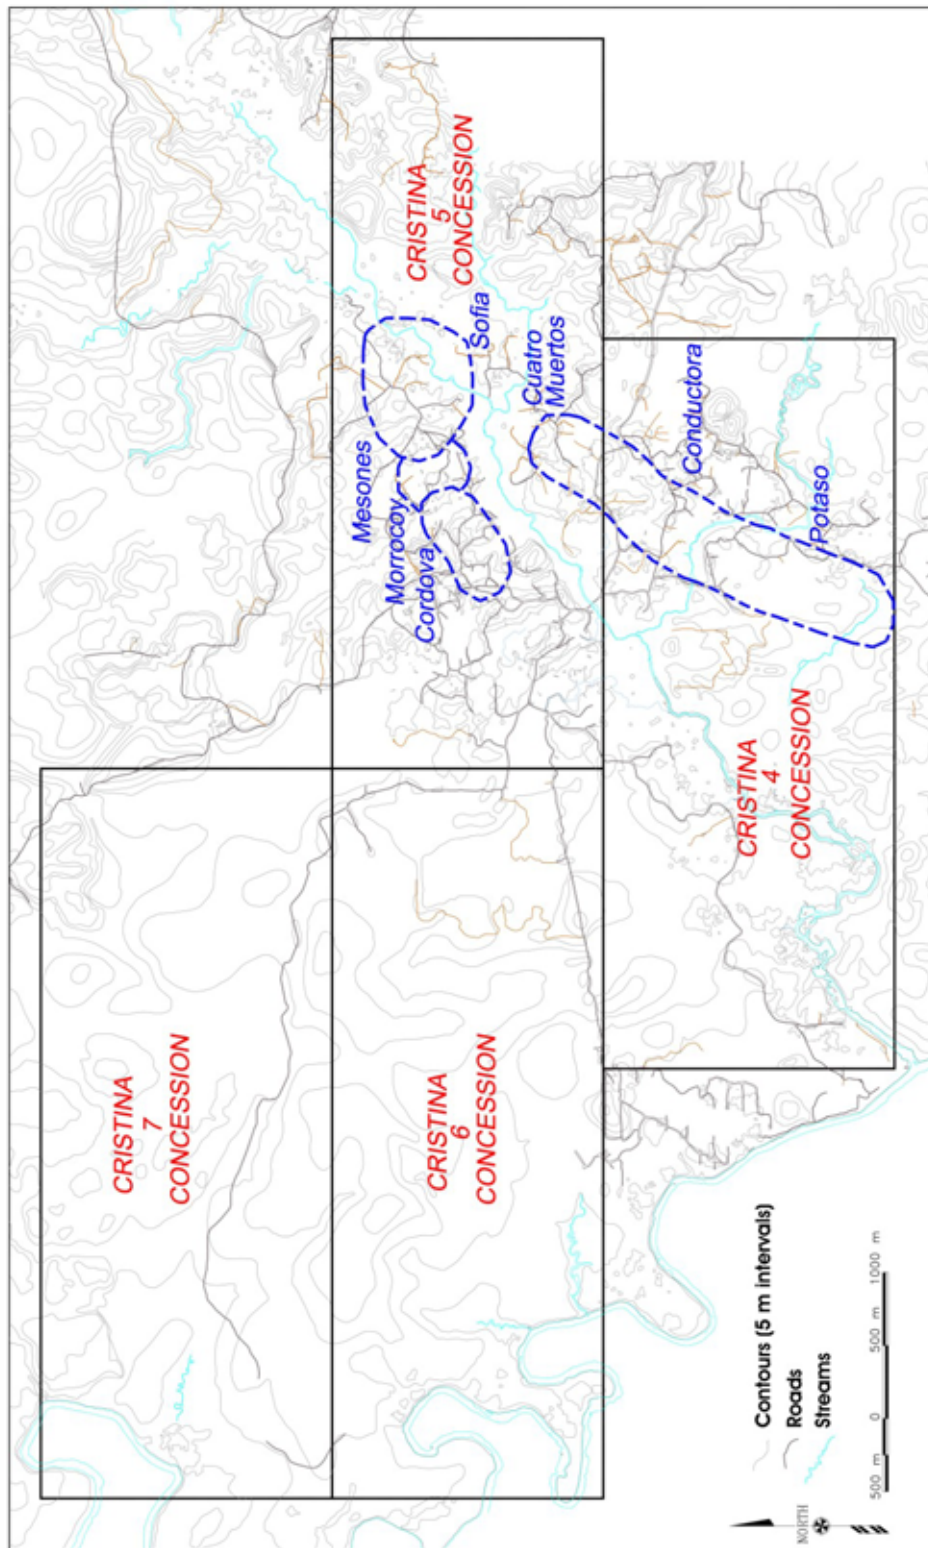 CRISTINA
7
CONCESSION
CRISTINA
6
CONCESSION
CRISTINA
5
CONCESSION
CRISTINA
4
CONCESSION
Mesones
Morrocoy
Cordova
Sofia
Cuatro
Muertos
Conductora
Potaso
Contours (5 m intervals)
Roads
Streams
500 m 0 500 m 1000 m
NORTH